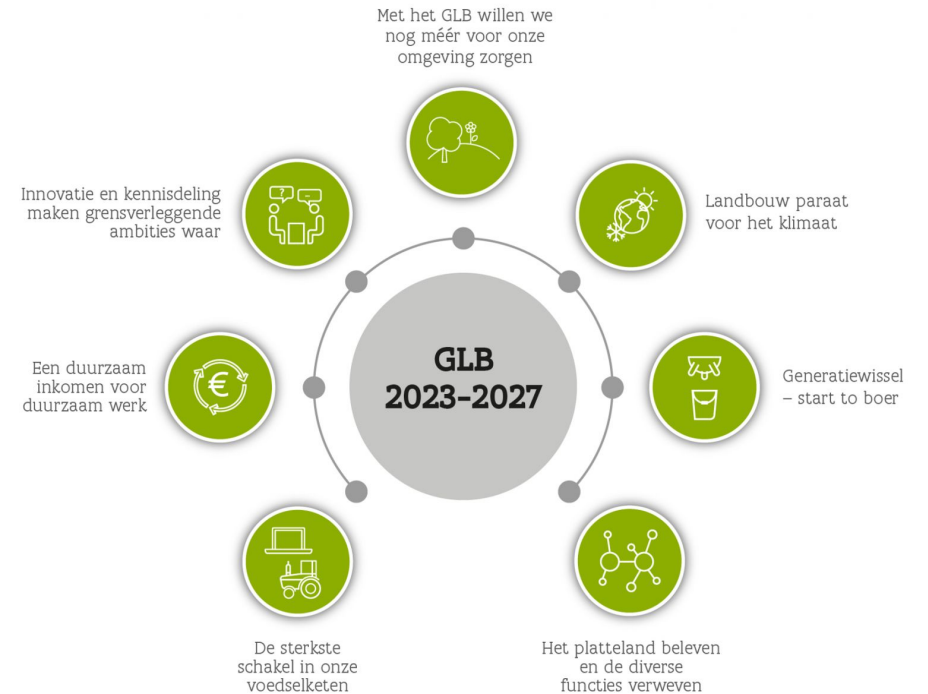 Met het GLB willen we
nog méér voor onze
omgeving zorgen
Innovatie en kennisdeling
maken grensverleggende
ambities waar
Landbouw paraat
voor het klimaat
GLB
2023-2027
Een duurzaam
inkomen voor
duurzaam werk
€
Generatiewissel
– start to boer
De sterkste
schakel in onze
voedselketen
Het platteland beleven
en de diverse
functies verweven